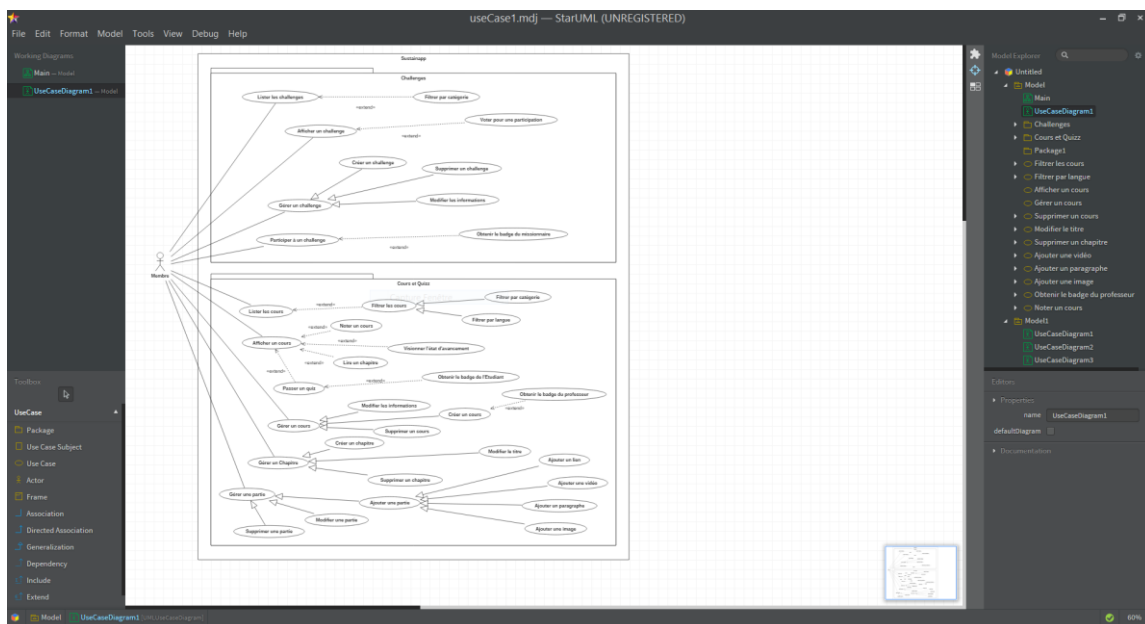 useCase1.mdj — StarUML (UNREGISTERED)
File Edit Format Model Tools View Debug Help
Working Diagrams
Main — Model
UseCaseDiagram1 — Model
Toolbox
UseCase
Package
Use Case Subject
Use Case
Actor
Frame
Association
Directed Association
Generalization
Dependency
Include
Extend
Sustainapp
Challenges
Lister les challenges
Filtrer par catégorie
«extend»
Afficher un challenge
Voter pour une participation
«extend»
Créer un challenge
Supprimer un challenge
Gérer un challenge
Modifier les informations
Participer à un challenge
Obtenir le badge du missionnaire
«extend»
Membre
Cours et Quizz
Lister les cours
«extend»
Filtrer les cours
Filtrer par catégorie
Filtrer par langue
Afficher un cours
«extend»
Noter un cours
Visionner l'état d'avancement
«extend»
Lire un chapitre
«extend»
Passer un quiz
«extend»
Obtenir le badge de l'Étudiant
Obtenir le badge du professeur
«extend»
Gérer un cours
Modifier les informations
Créer un cours
Supprimer un cours
Gérer un Chapitre
Créer un chapitre
Modifier le titre
Supprimer un chapitre
Gérer une partie
Ajouter une partie
Ajouter un lien
Ajouter une vidéo
Ajouter un paragraphe
Ajouter une image
Modifier une partie
Supprimer une partie
Model Explorer
Untitled
Model
Main
UseCaseDiagram1
Challenges
Cours et Quizz
Package1
Filtrer les cours
Filtrer par langue
Afficher un cours
Gérer un cours
Supprimer un cours
Modifier le titre
Supprimer un chapitre
Ajouter une vidéo
Ajouter un paragraphe
Ajouter une image
Obtenir le badge du professeur
Noter un cours
Model1
UseCaseDiagram1
UseCaseDiagram2
UseCaseDiagram3
Editors
Properties
name UseCaseDiagram1
defaultDiagram
Documentation
Model UseCaseDiagram1 [UMLUseCaseDiagram]
60%